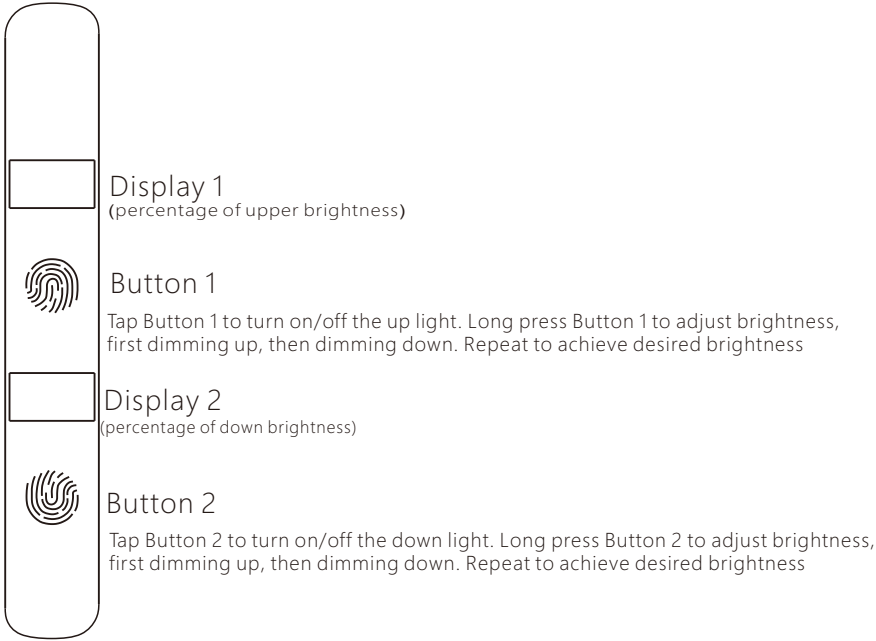 Display 1
(percentage of upper brightness)
Button 1
Tap Button 1 to turn on/off the up light. Long press Button 1 to adjust brightness,
first dimming up, then dimming down. Repeat to achieve desired brightness
Display 2
(percentage of down brightness)
Button 2
Tap Button 2 to turn on/off the down light. Long press Button 2 to adjust brightness,
first dimming up, then dimming down. Repeat to achieve desired brightness